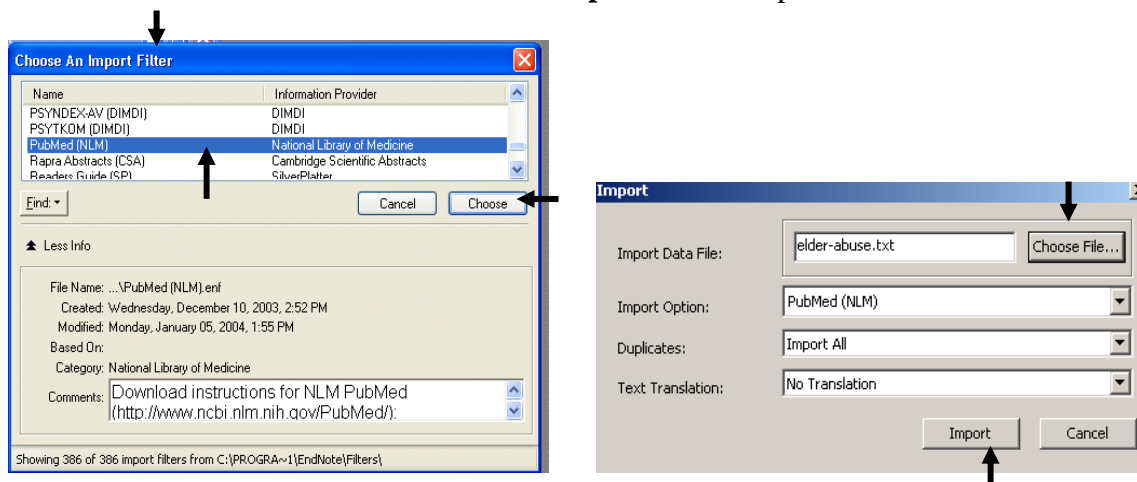 Choose An Import Filter
Name Information Provider
PSYNDEX-AV (DIMDI) DIMDI
PSYTKOM (DIMDI) DIMDI
PubMed (NLM) National Library of Medicine
Rapra Abstracts (CSA) Cambridge Scientific Abstracts
Readers Guide (SP) SilverPlatter
Find: Cancel Choose
Less Info
File Name: ...\PubMed (NLM).enf
Created: Wednesday, December 10, 2003, 2:52 PM
Modified: Monday, January 05, 2004, 1:55 PM
Based On:
Category: National Library of Medicine
Comments: Download instructions for NLM PubMed
(http://www.ncbi.nlm.nih.gov/PubMed/):
Showing 386 of 386 import filters from C:\PROGRA~1\EndNote\Filters\
Import
Import Data File: elder-abuse.txt Choose File...
Import Option: PubMed (NLM)
Duplicates: Import All
Text Translation: No Translation
Import Cancel